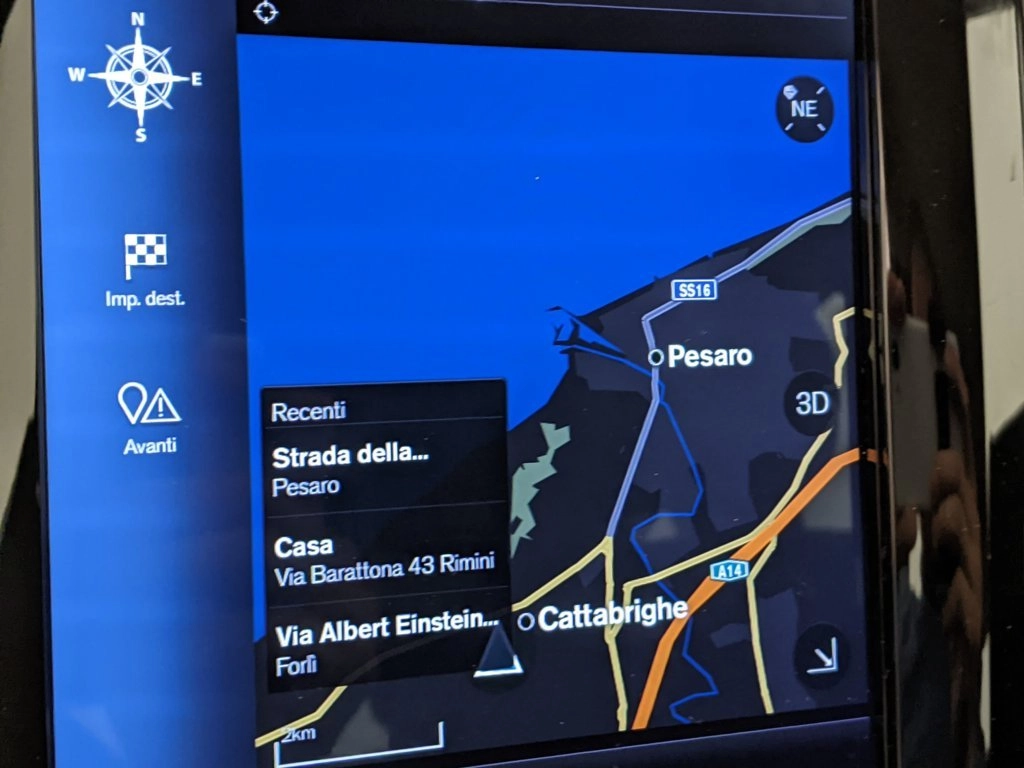 N
W E
S
Imp. dest.
Avanti
NE
SS16
Pesaro
3D
Recenti
Strada della...
Pesaro
Casa
Via Barattona 43 Rimini
Via Albert Einstein...
Forlì
A14
Cattabrighe
2km